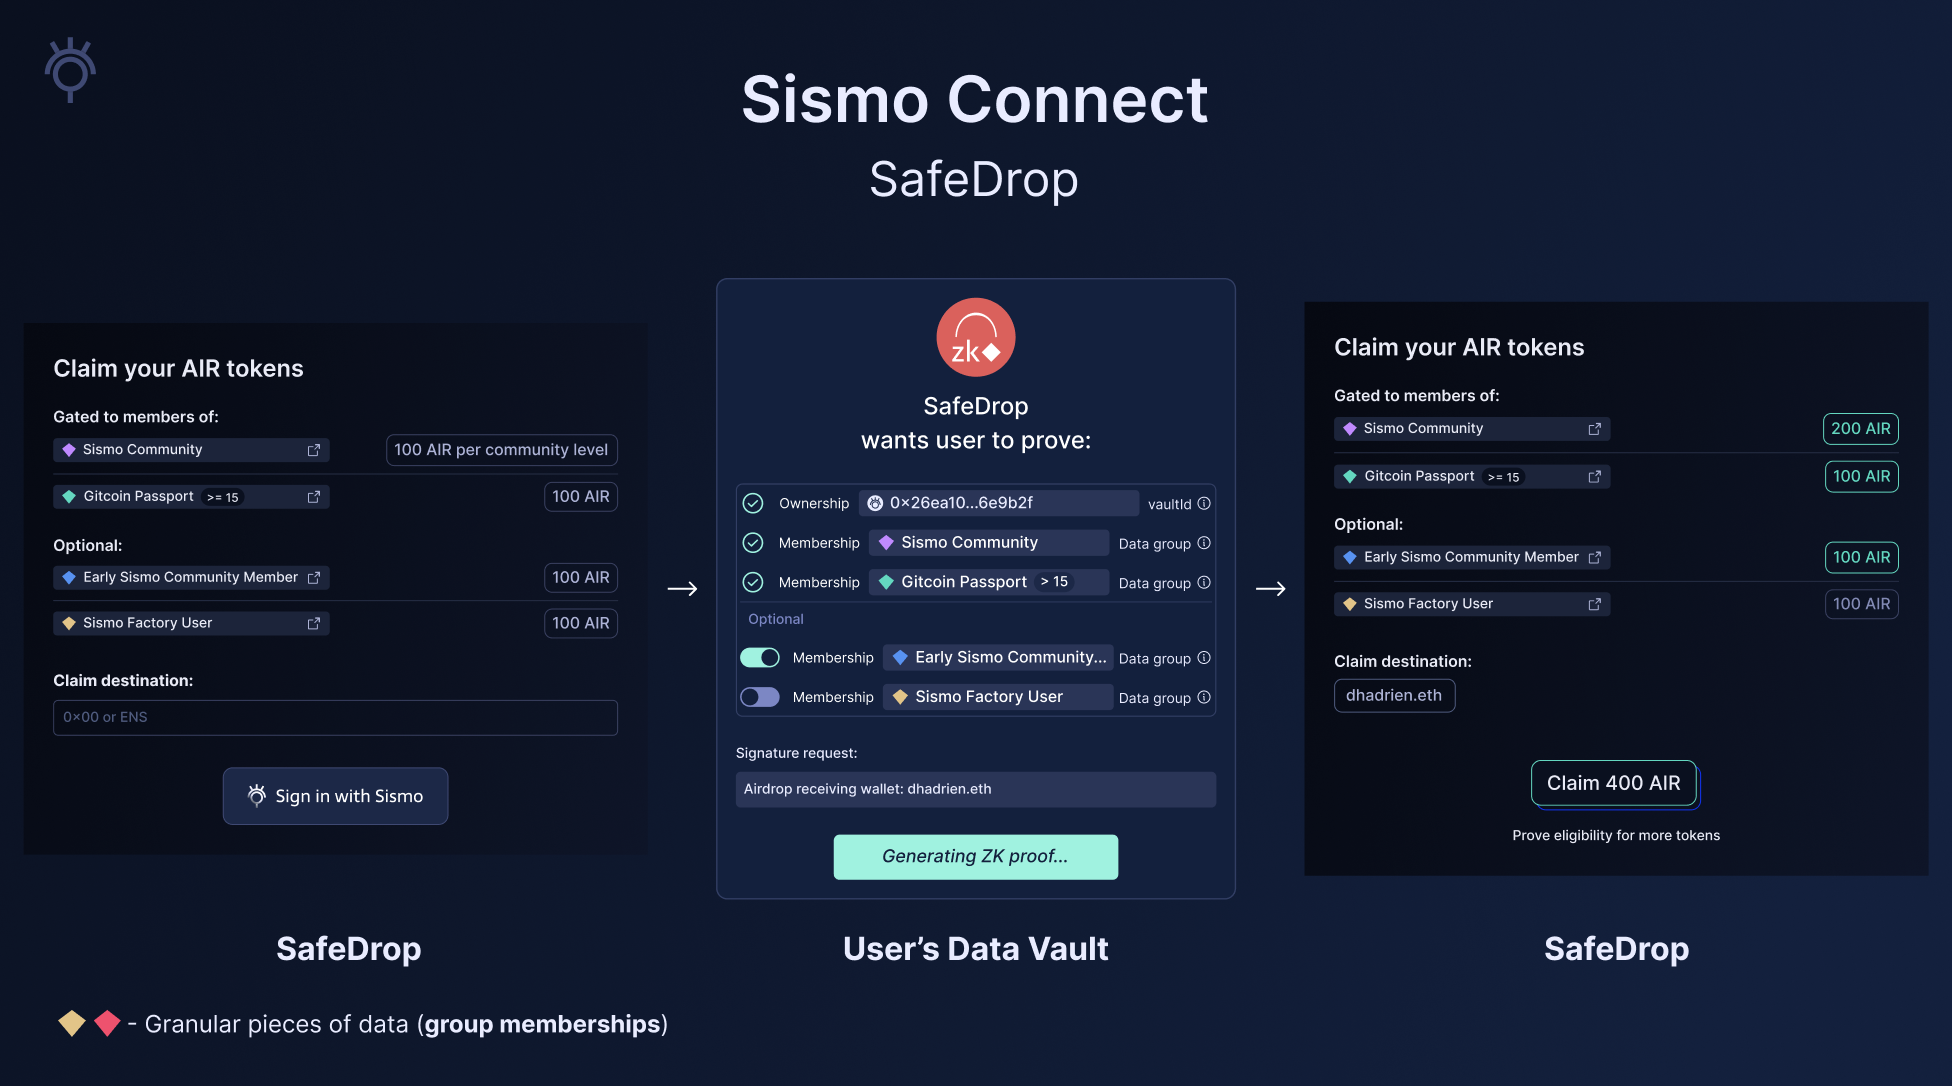 Sismo Connect
SafeDrop
Claim your AIR tokens
Gated to members of:
Sismo Community
100 AIR per community level
Gitcoin Passport >= 15
100 AIR
Optional:
Early Sismo Community Member
100 AIR
Sismo Factory User
100 AIR
Claim destination:
0×00 or ENS
Sign in with Sismo
SafeDrop
zk
SafeDrop
wants user to prove:
Ownership 0×26ea10...6e9b2f vaultId
Membership Sismo Community Data group
Membership Gitcoin Passport > 15 Data group
Optional
Membership Early Sismo Community... Data group
Membership Sismo Factory User Data group
Signature request:
Airdrop receiving wallet: dhadrien.eth
Generating ZK proof...
User’s Data Vault
Claim your AIR tokens
Gated to members of:
Sismo Community
200 AIR
Gitcoin Passport >= 15
100 AIR
Optional:
Early Sismo Community Member
100 AIR
Sismo Factory User
100 AIR
Claim destination:
dhadrien.eth
Claim 400 AIR
Prove eligibility for more tokens
SafeDrop
- Granular pieces of data (group memberships)